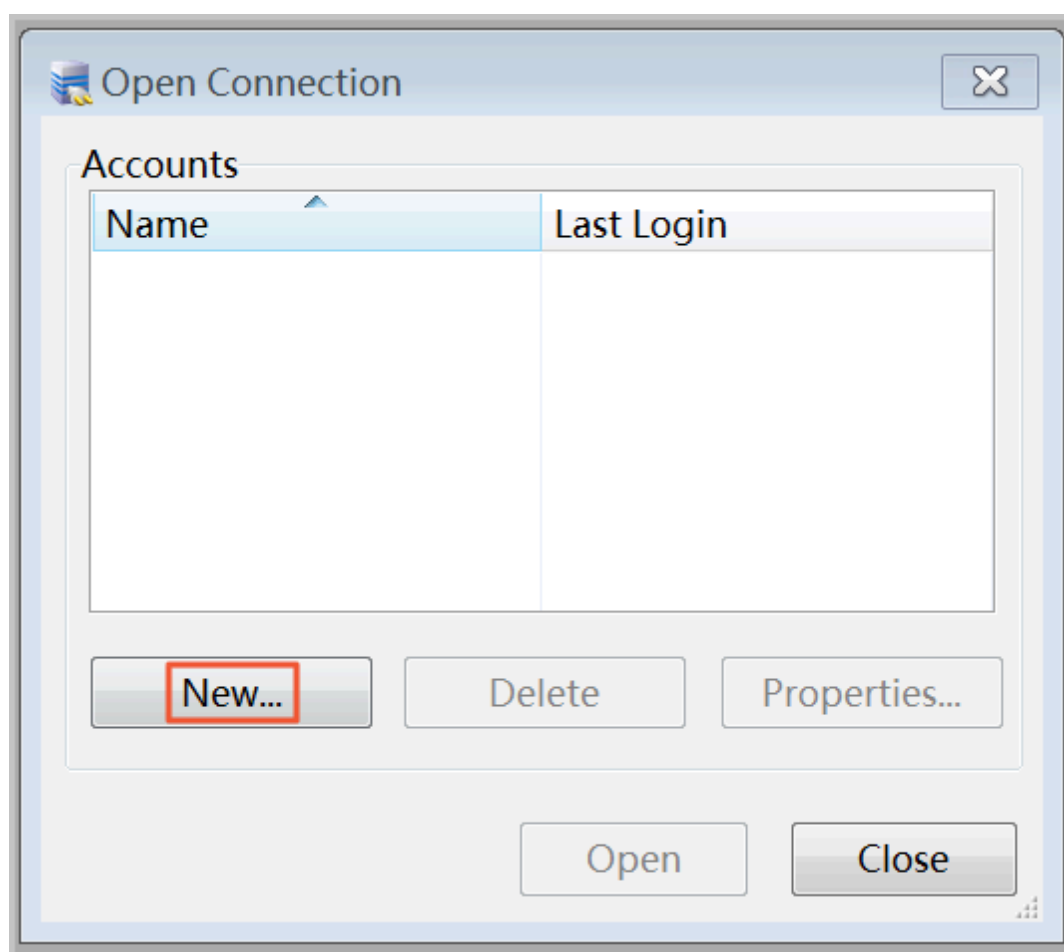 Open Connection
Accounts
Name Last Login
New... Delete Properties...
Open Close